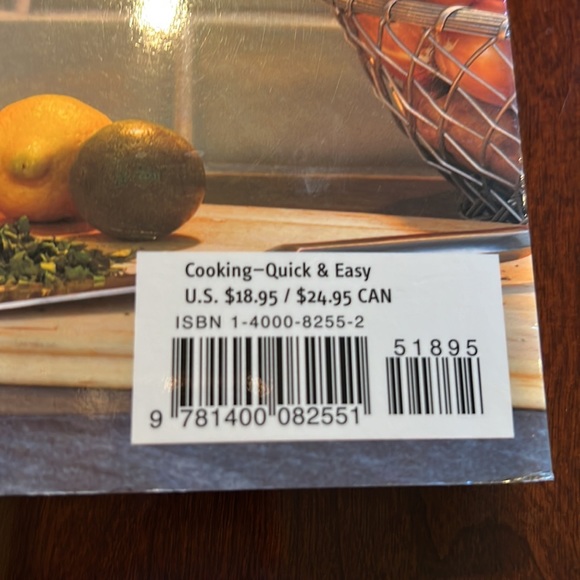 Cooking–Quick & Easy
U.S. $18.95 / $24.95 CAN
ISBN 1-4000-8255-2
51895
9 781400 082551